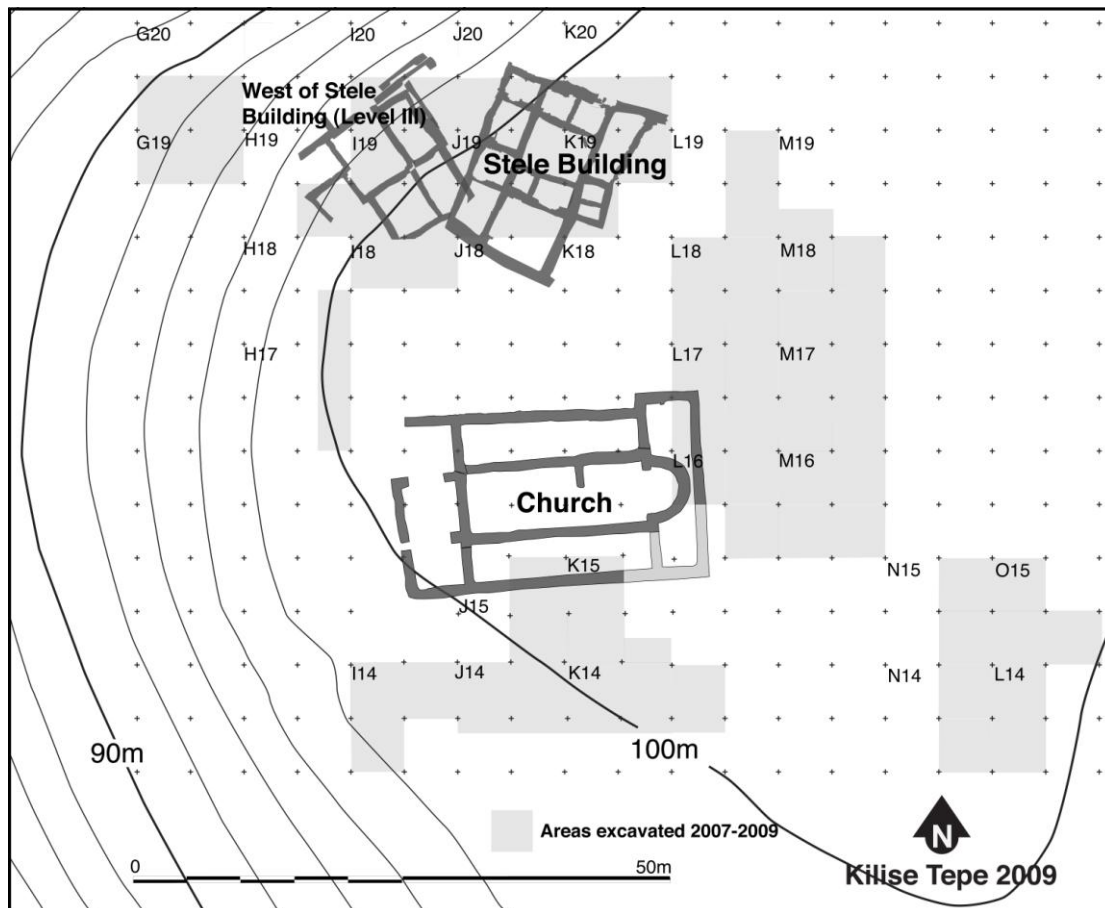 G20
I20
J20
K20
West of Stele
Building (Level III)
G19
H19
I19
J19
K19
L19
M19
Stele Building
H18
I18
J18
K18
L18
M18
H17
L17
M17
L16
M16
Church
K15
N15
O15
J15
I14
J14
K14
N14
L14
90m
100m
Areas excavated 2007-2009
N
0
50m
Kilise Tepe 2009